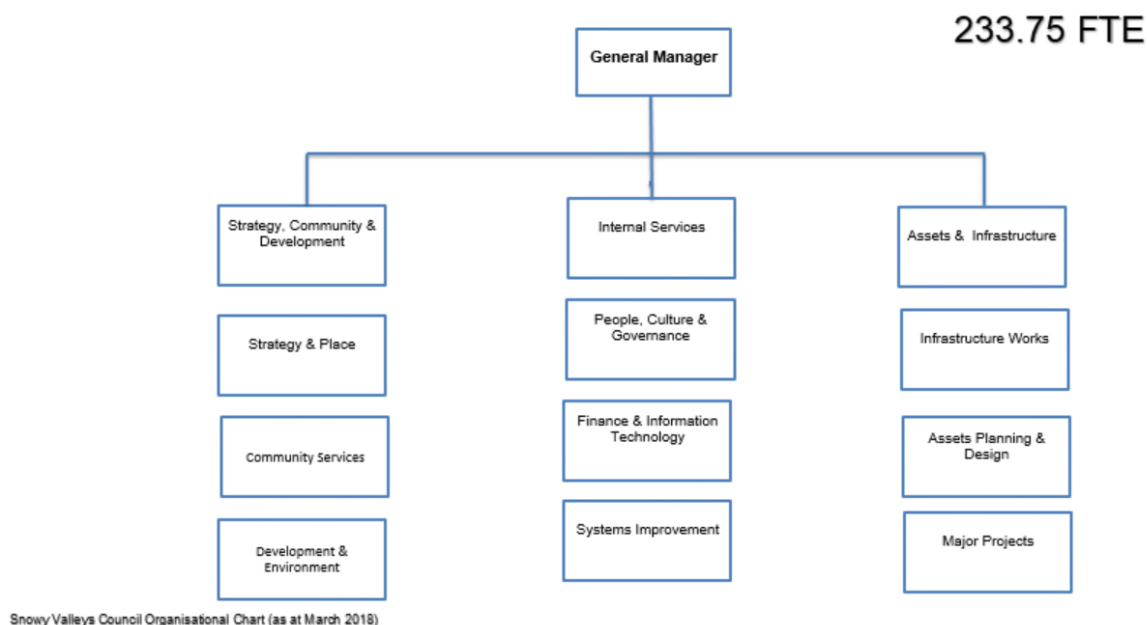 233.75 FTE
General Manager
Strategy, Community &
Development
Internal Services
Assets & Infrastructure
Strategy & Place
People, Culture &
Governance
Infrastructure Works
Community Services
Finance & Information
Technology
Assets Planning &
Design
Development &
Environment
Systems Improvement
Major Projects
Snowy Valleys Council Organisational Chart (as at March 2018)